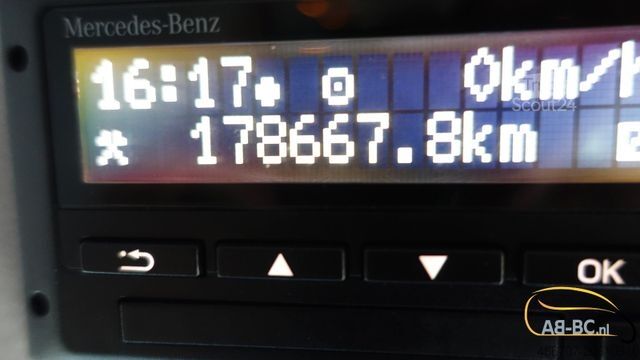 Mercedes-Benz
16:17 0km/h
Scout24
178667.8km
OK
AB-BC.nl